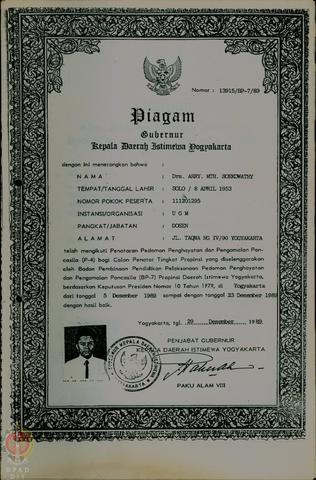 Nomor : 13915/BP-7/89
Piagam
Gubernur
Kepala Daerah Istimewa Yogyakarta
dengan ini menerangkan bahwa :
NAMA : Drs. ABRY. MTH. SOEKOWATHY
TEMPAT/TANGGAL LAHIR : SOLO / 8 APRIL 1953
NOMOR POKOK PESERTA : 111201295
INSTANSI/ORGANISASI : U G M
PANGKAT/JABATAN : DOSEN
ALAMAT : JL. TAQWA NG IV/90 YOGYAKARTA
telah mengikuti Penataran Pedoman Penghayatan dan Pengamalan Pan-
casila (P-4) bagi Calon Penatar Tingkat Propinsi yang diselenggarakan
oleh Badan Pembinaan Pendidikan Pelaksanaan Pedoman Penghayatan
dan Pengamalan Pancasila (BP-7) Propinsi Daerah Istimewa Yogyakarta,
berdasarkan Keputusan Presiden Nomor 10 Tahun 1979, di Yogyakarta
dari tanggal 5 Desember 1989 sampai dengan tanggal 23 Desember 1989
dengan hasil baik.
Yogyakarta, tgl. 29 Desember 1989
PENJABAT GUBERNUR
KEPALA DAERAH ISTIMEWA YOGYAKARTA
PAKU ALAM VIII
BPAD
DIY